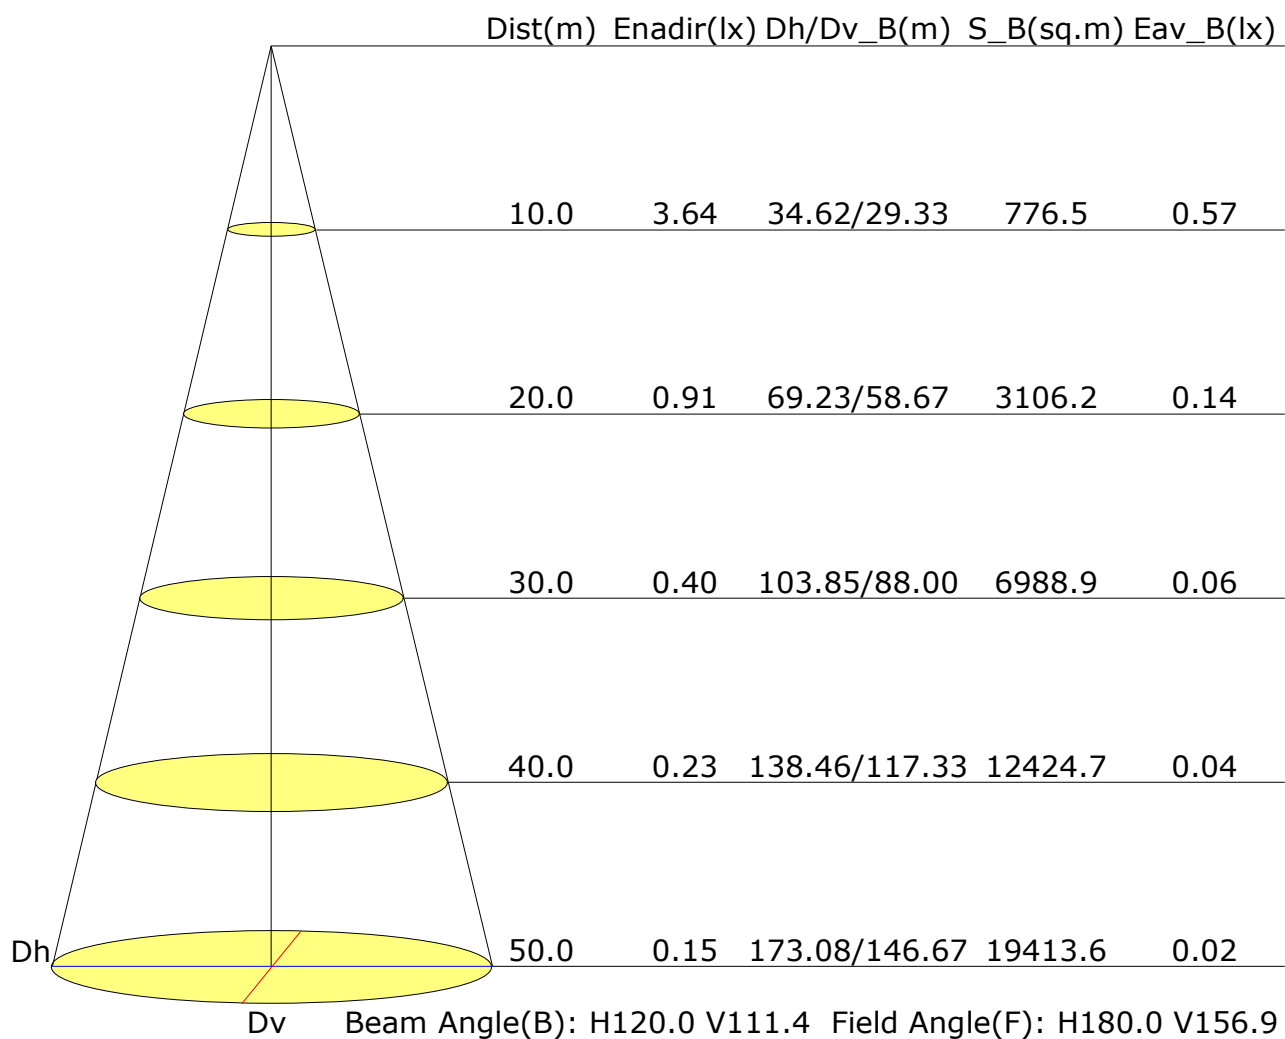 Dist(m) Enadir(lx) Dh/Dv_B(m) S_B(sq.m) Eav_B(lx)
10.0 3.64 34.62/29.33 776.5 0.57
20.0 0.91 69.23/58.67 3106.2 0.14
30.0 0.40 103.85/88.00 6988.9 0.06
40.0 0.23 138.46/117.33 12424.7 0.04
Dh 50.0 0.15 173.08/146.67 19413.6 0.02
Dv Beam Angle(B): H120.0 V111.4 Field Angle(F): H180.0 V156.9